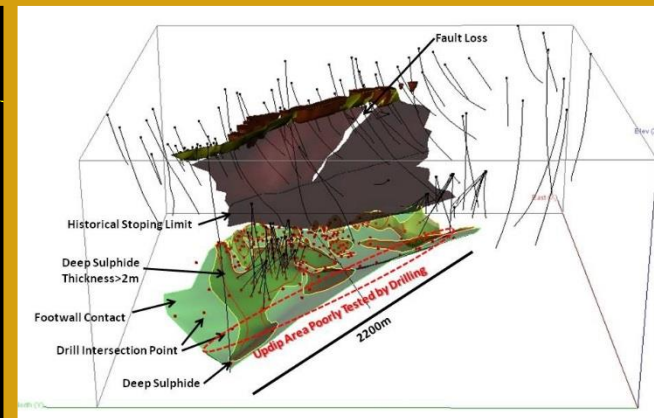 Fault Loss
Historical Stoping Limit
Deep Sulphide
Thickness>2m
Footwall Contact
Drill Intersection Point
Deep Sulphide
Updip Area Poorly Tested by Drilling
2200m